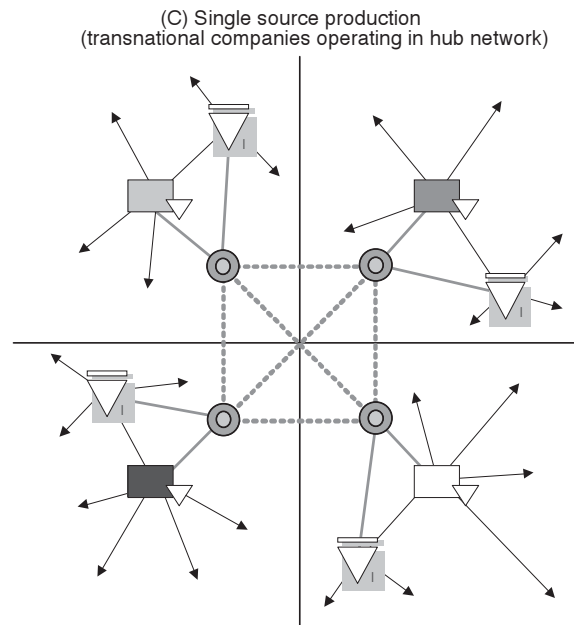 (C) Single source production
(transnational companies operating in hub network)
I
I
I
I